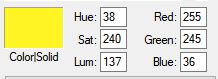 Hue: 38 Red: 255
Sat: 240 Green: 245
Color|Solid Lum: 137 Blue: 36